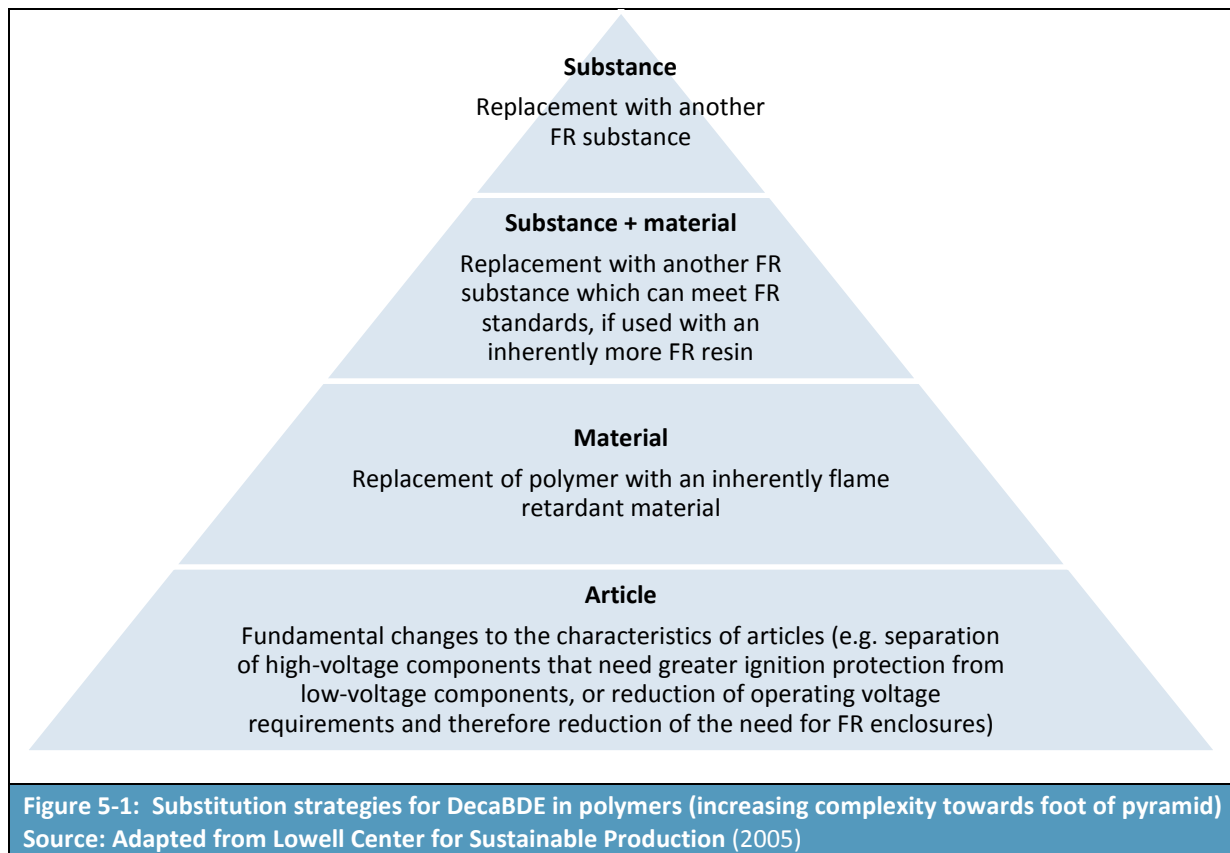 Substance
Replacement with another
FR substance
Substance + material
Replacement with another FR
substance which can meet FR
standards, if used with an
inherently more FR resin
Material
Replacement of polymer with an inherently flame
retardant material
Article
Fundamental changes to the characteristics of articles (e.g. separation
of high-voltage components that need greater ignition protection from
low-voltage components, or reduction of operating voltage
requirements and therefore reduction of the need for FR enclosures)
Figure 5-1: Substitution strategies for DecaBDE in polymers (increasing complexity towards foot of pyramid)
Source: Adapted from Lowell Center for Sustainable Production (2005)